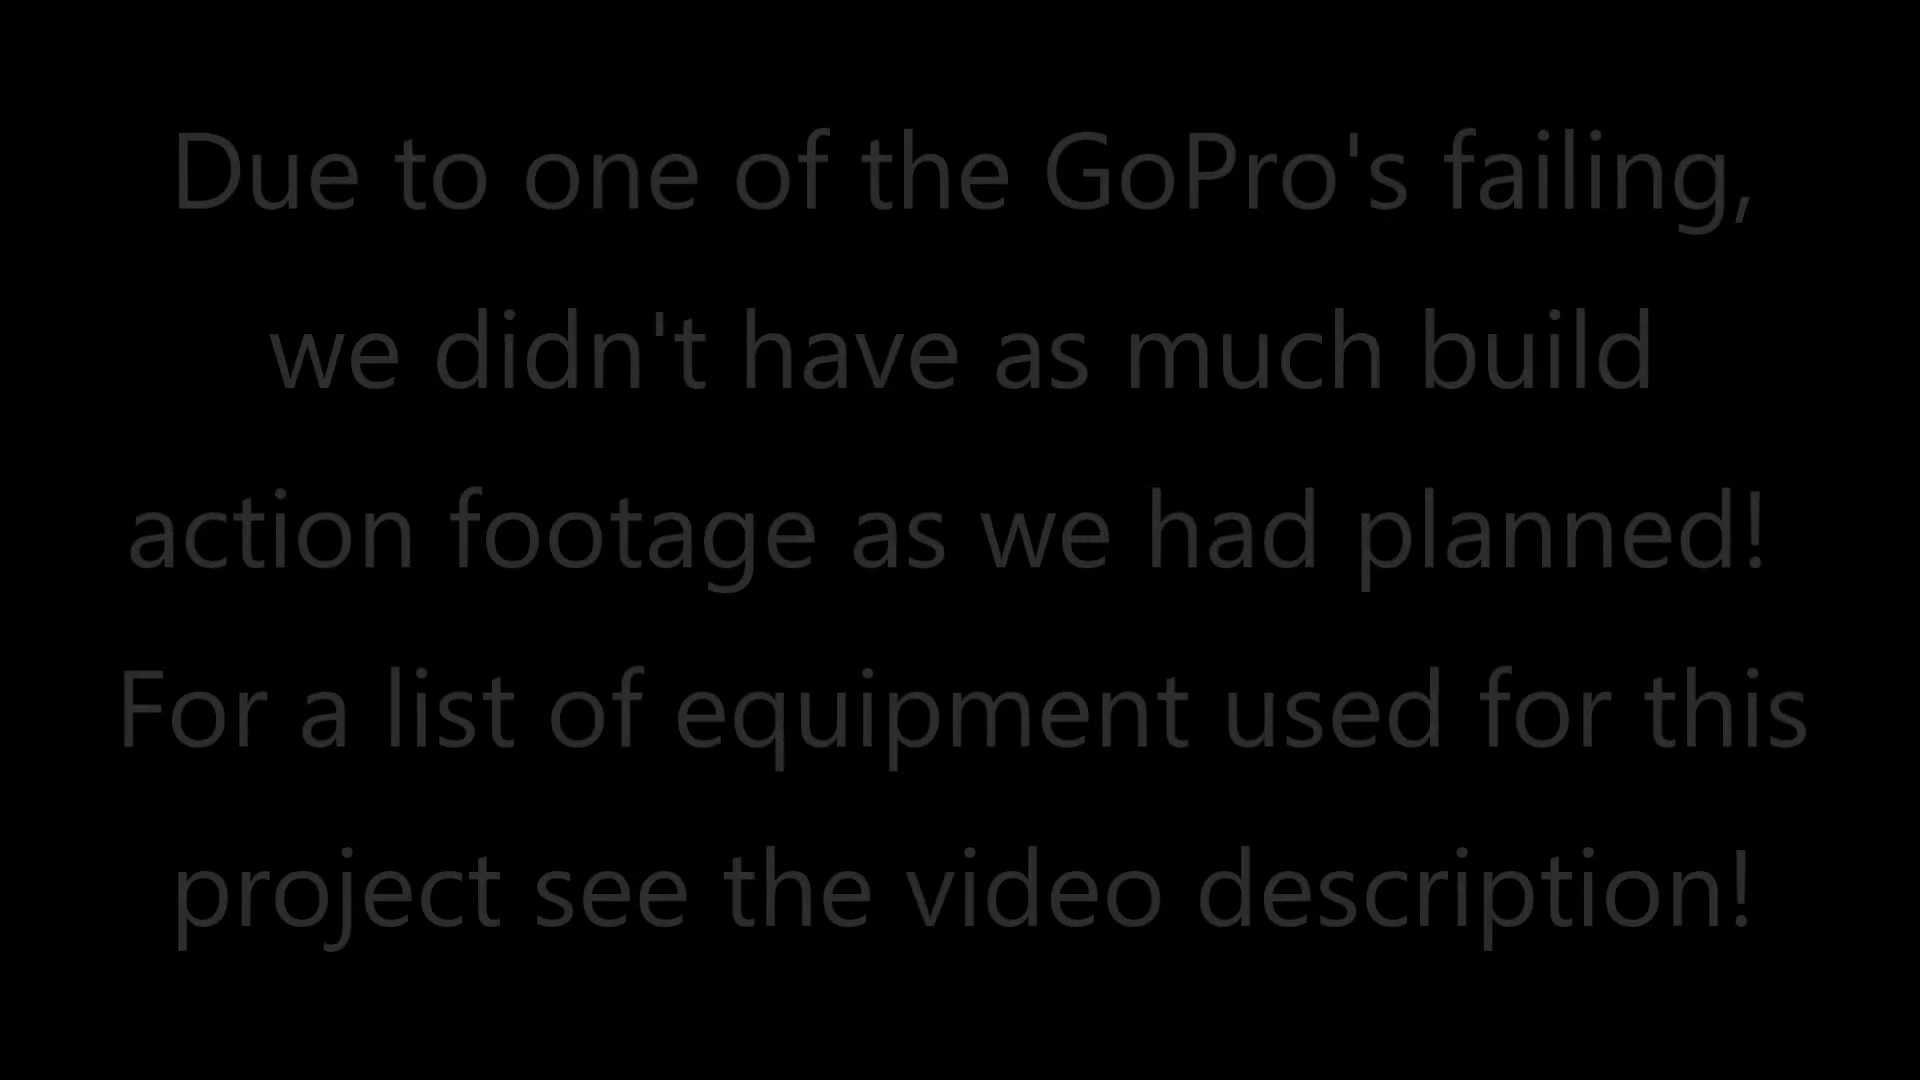 Due to one of the GoPro's failing,
we didn't have as much build
action footage as we had planned!
For a list of equipment used for this
project see the video description!